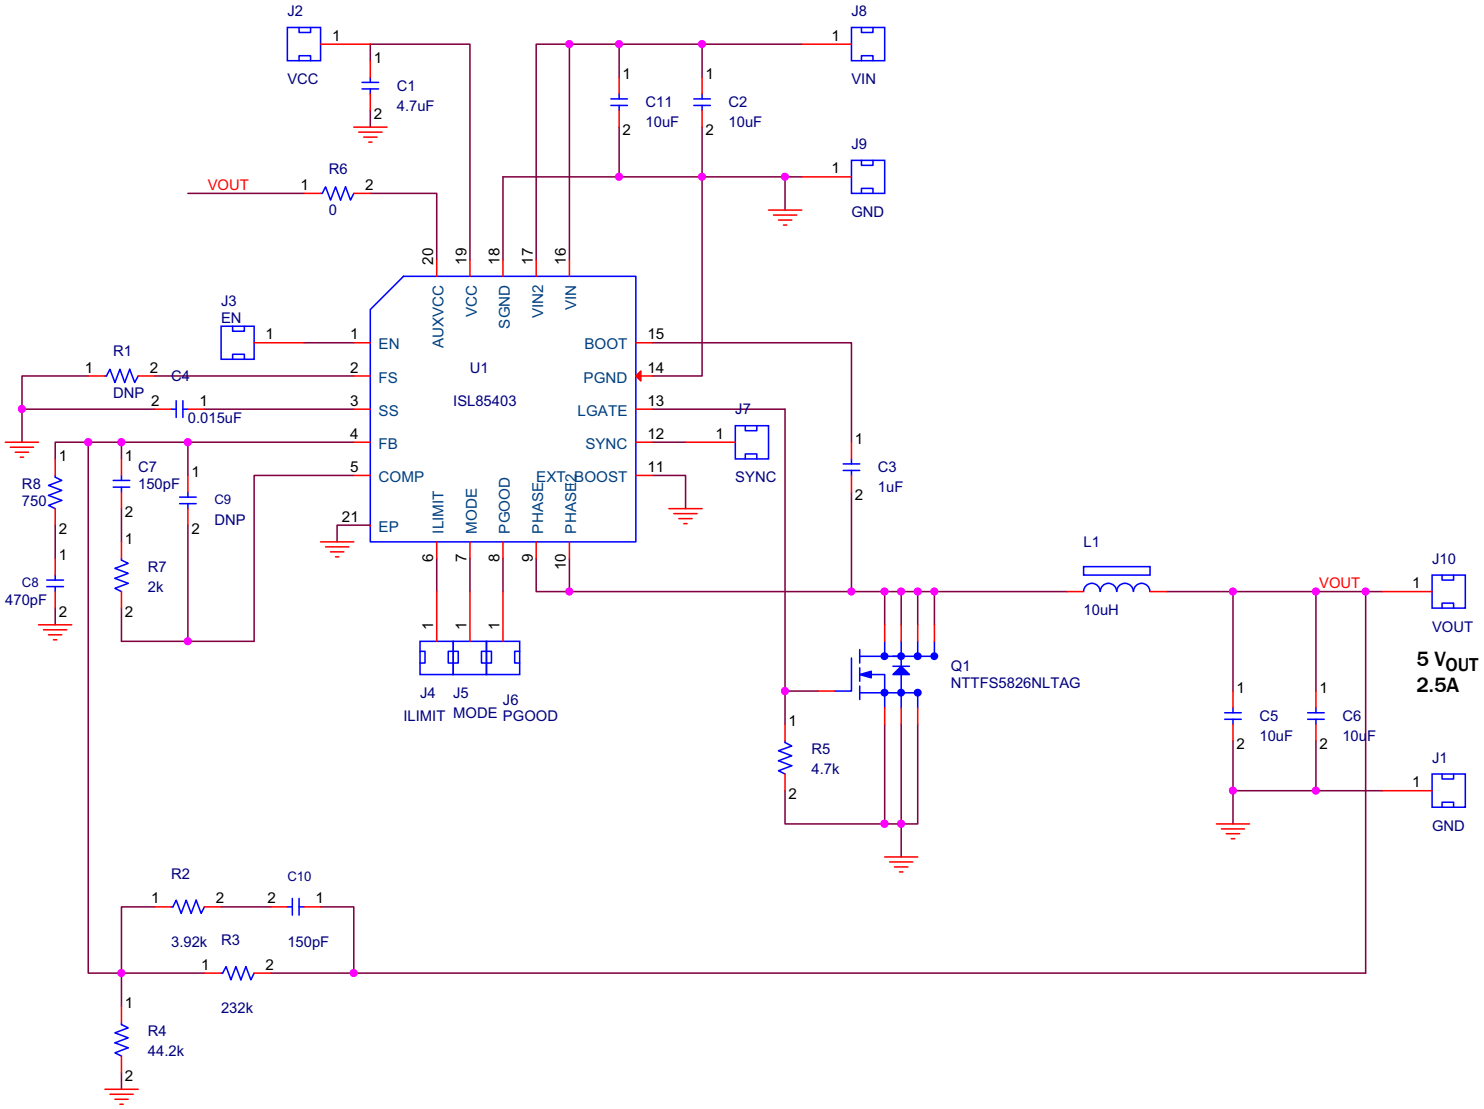 J2
1
VCC
1
C1
4.7uF
2
J8
1
VIN
1
C11
10uF
2
1
C2
10uF
2
J9
1
GND
VOUT
1
R6
2
0
20
19
18
17
16
AUXVCC
VCC
SGND
VIN2
VIN
J3
EN
1
1
EN
R1
1
2
DNP
2
FS
C4
2
1
0.015uF
3
SS
4
FB
5
COMP
21
EP
U1
ISL85403
BOOT
15
PGND
14
LGATE
13
SYNC
12
EXT_BOOST
11
ILIMIT
MODE
PGOOD
PHASE
PHASE2
6
7
8
9
10
J7
1
SYNC
1
C3
1uF
2
1
R8
750
2
1
C8
470pF
2
1
C7
150pF
2
1
R7
2k
2
1
C9
DNP
2
1
1
1
J4
ILIMIT
J5
MODE
J6
PGOOD
Q1
NTTFS5826NLTAG
1
R5
4.7k
2
L1
10uH
VOUT
J10
1
VOUT
5 VOUT
2.5A
1
C5
10uF
2
1
C6
10uF
2
J1
1
GND
R2
1
2
3.92k
C10
2
1
150pF
R3
1
2
232k
1
R4
44.2k
2